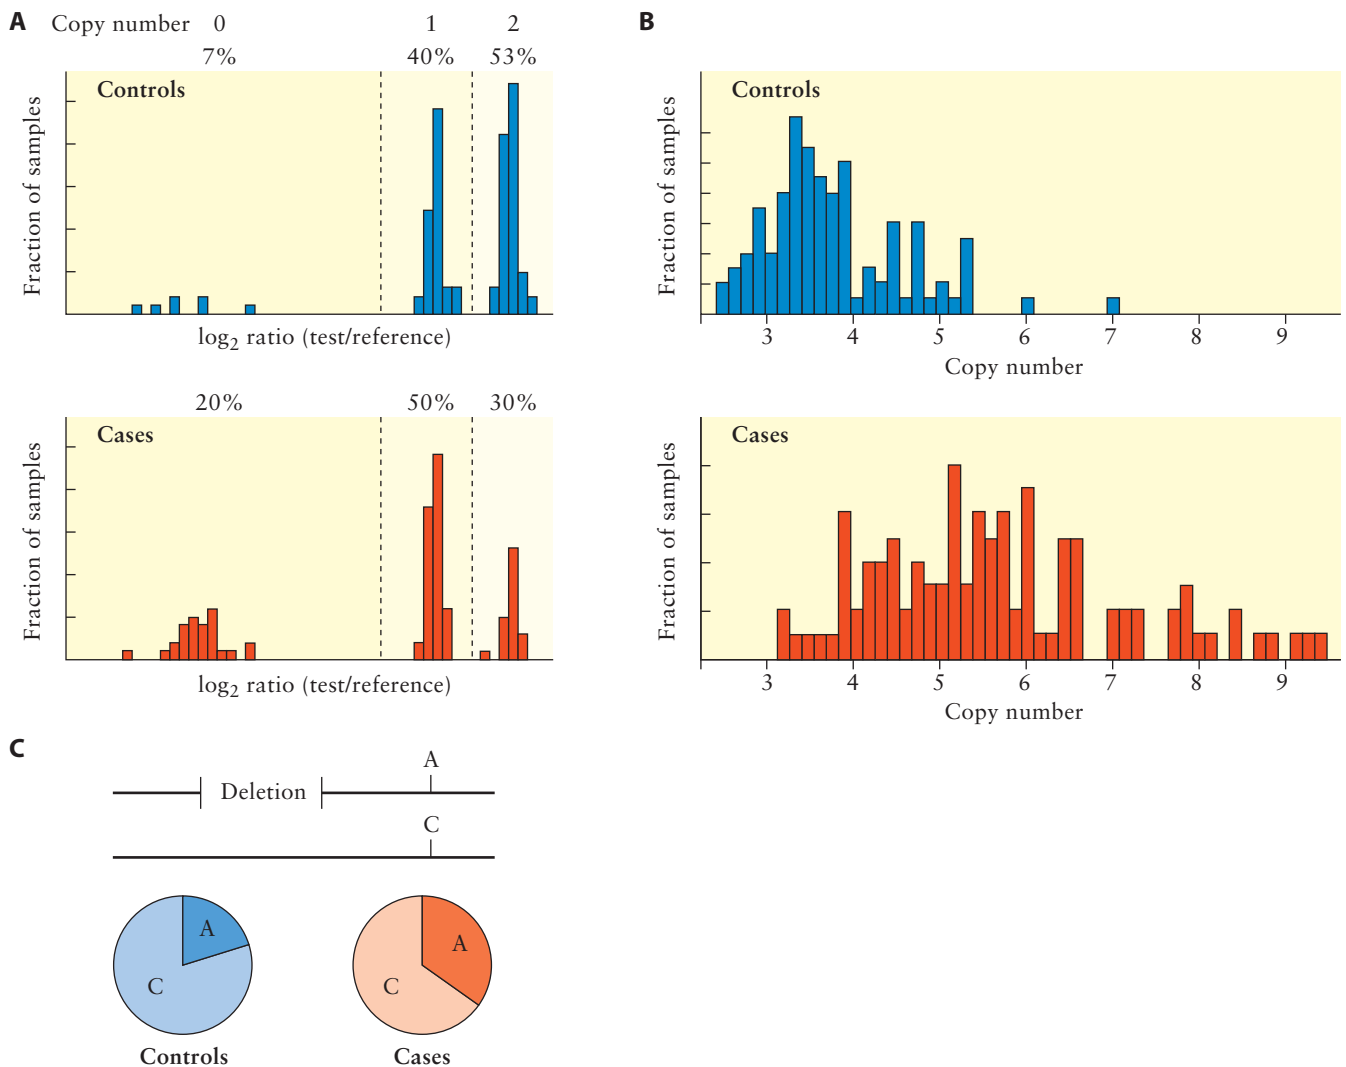 A
Copy number 0 1 2
7% 40% 53%
Controls
Fraction of samples
log2 ratio (test/reference)
20% 50% 30%
Cases
Fraction of samples
log2 ratio (test/reference)
B
Controls
Fraction of samples
3 4 5 6 7 8 9
Copy number
Cases
Fraction of samples
3 4 5 6 7 8 9
Copy number
C
A
Deletion
C
A
C
Controls
A
C
Cases